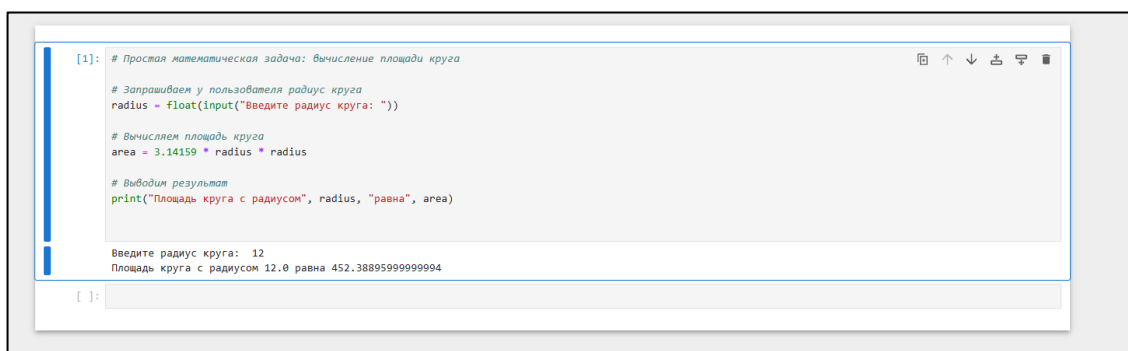 [1]: # Простая математическая задача: вычисление площади круга
# Запрашиваем у пользователя радиус круга
radius = float(input("Введите радиус круга: "))
# Вычисляем площадь круга
area = 3.14159 * radius * radius
# Выводим результат
print("Площадь круга с радиусом", radius, "равна", area)
Введите радиус круга:  12
Площадь круга с радиусом 12.0 равна 452.38895999999994
[ ]: